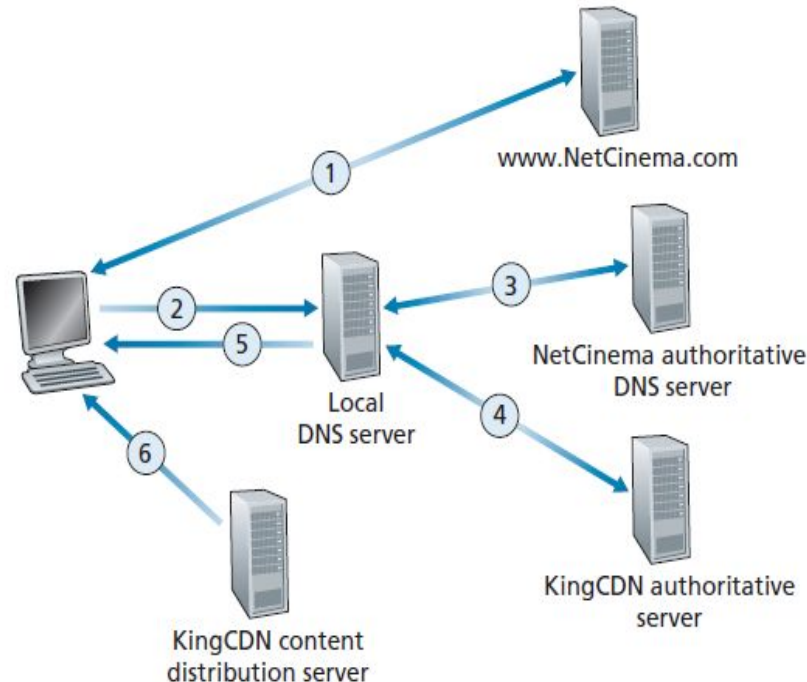 www.NetCinema.com
1
2
3
5
NetCinema authoritative
DNS server
Local
DNS server
4
6
KingCDN authoritative
server
KingCDN content
distribution server